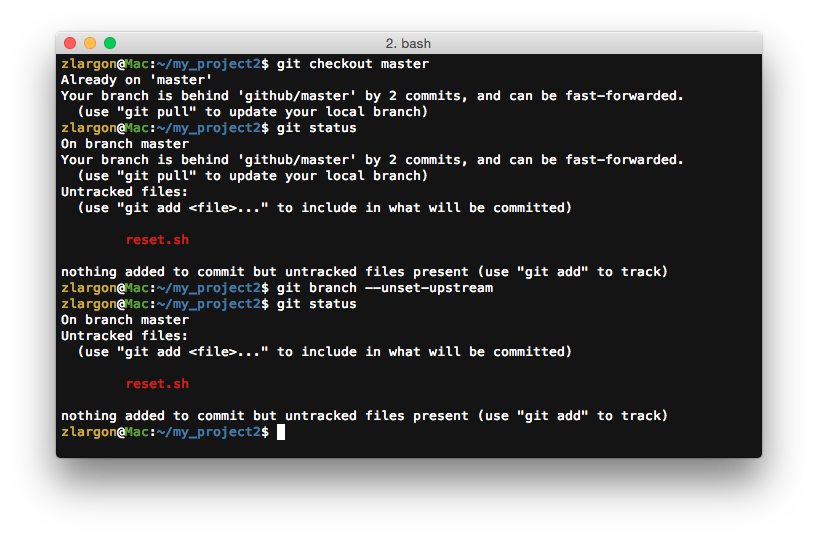 2. bash
zlargon@Mac:~/my_project2$ git checkout master
Already on 'master'
Your branch is behind 'github/master' by 2 commits, and can be fast-forwarded.
  (use "git pull" to update your local branch)
zlargon@Mac:~/my_project2$ git status
On branch master
Your branch is behind 'github/master' by 2 commits, and can be fast-forwarded.
  (use "git pull" to update your local branch)
Untracked files:
  (use "git add <file>..." to include in what will be committed)
        reset.sh
nothing added to commit but untracked files present (use "git add" to track)
zlargon@Mac:~/my_project2$ git branch --unset-upstream
zlargon@Mac:~/my_project2$ git status
On branch master
Untracked files:
  (use "git add <file>..." to include in what will be committed)
        reset.sh
nothing added to commit but untracked files present (use "git add" to track)
zlargon@Mac:~/my_project2$